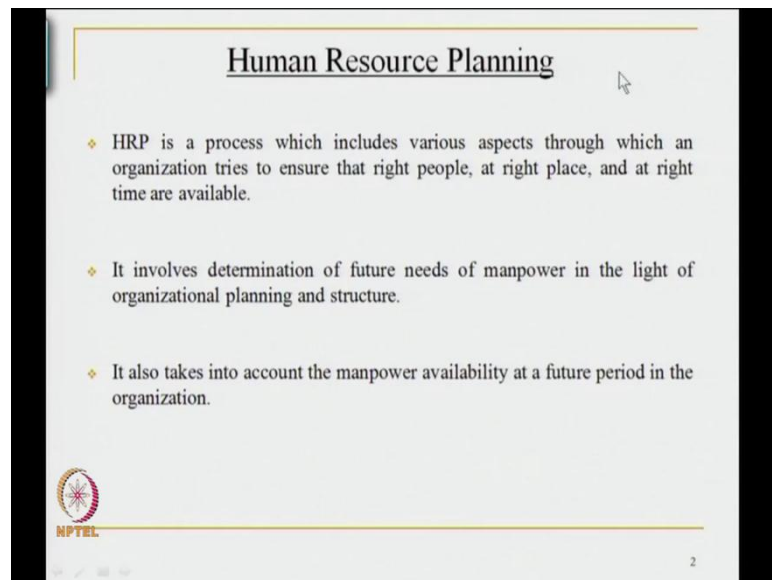 Human Resource Planning
HRP is a process which includes various aspects through which an
organization tries to ensure that right people, at right place, and at right
time are available.
It involves determination of future needs of manpower in the light of
organizational planning and structure.
It also takes into account the manpower availability at a future period in the
organization.
NPTEL
2